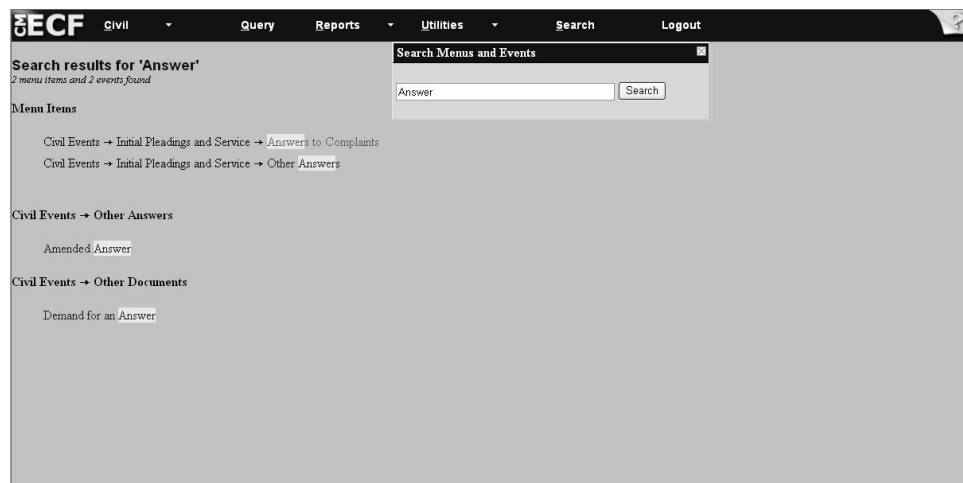 CM ECF Civil Query Reports Utilities Search Logout ?
Search Menus and Events
Answer Search
Search results for 'Answer'
2 menu items and 2 events found
Menu Items
Civil Events → Initial Pleadings and Service → Answers to Complaints
Civil Events → Initial Pleadings and Service → Other Answers
Civil Events → Other Answers
Amended Answer
Civil Events → Other Documents
Demand for an Answer